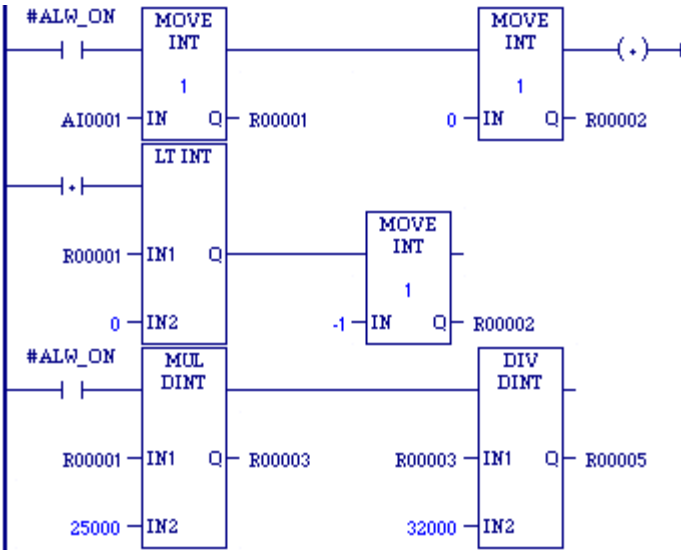 #ALW_ON MOVE INT MOVE INT
1 1
AI0001 IN Q R00001 0 IN Q R00002
LT INT
R00001 IN1 Q MOVE INT
1
0 IN2 -1 IN Q R00002
#ALW_ON MUL DINT DIV DINT
R00001 IN1 Q R00003 R00003 IN1 Q R00005
25000 IN2 32000 IN2